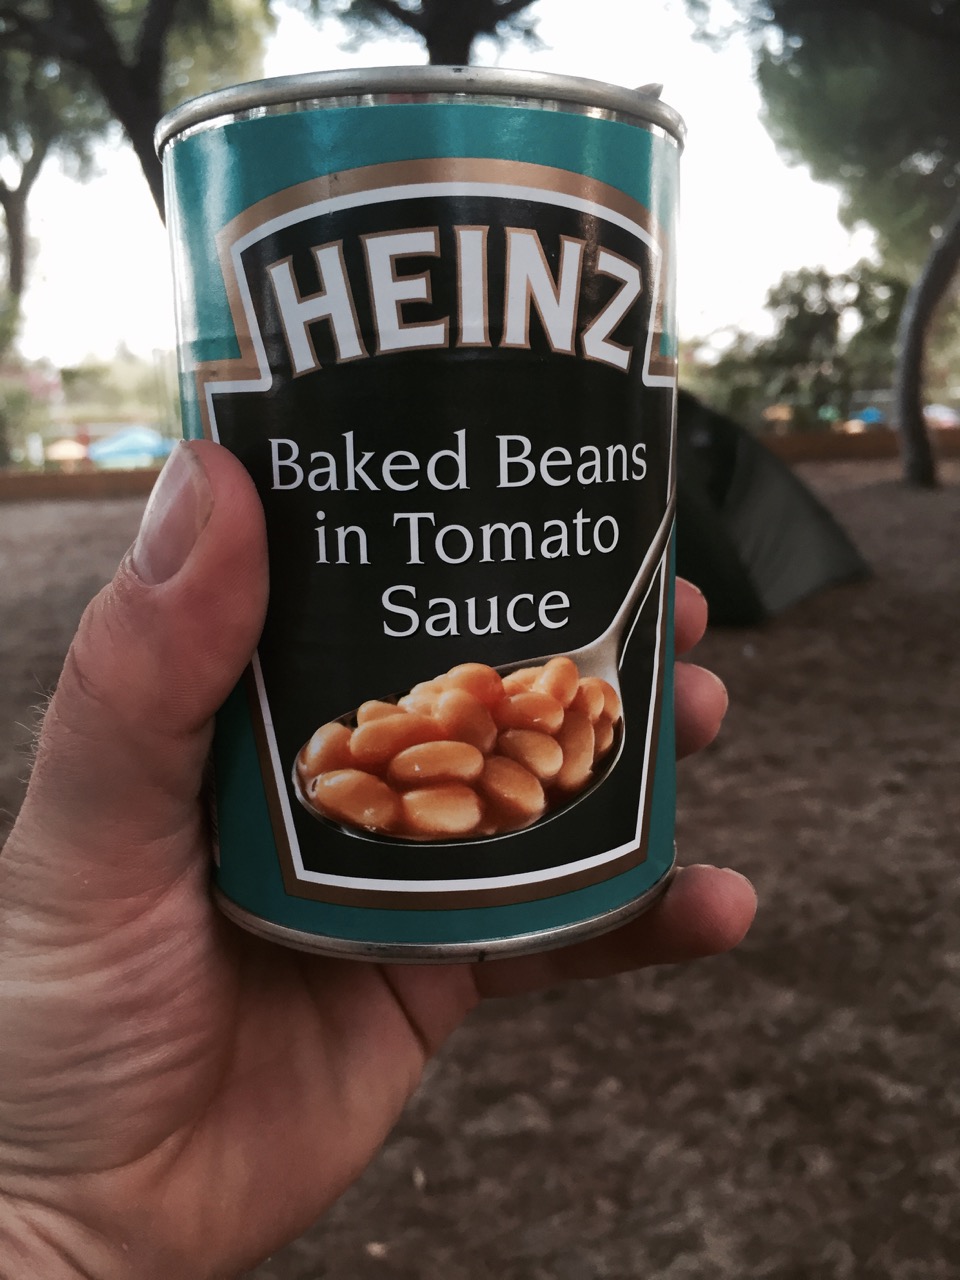 HEINZ
Baked Beans
in Tomato
Sauce